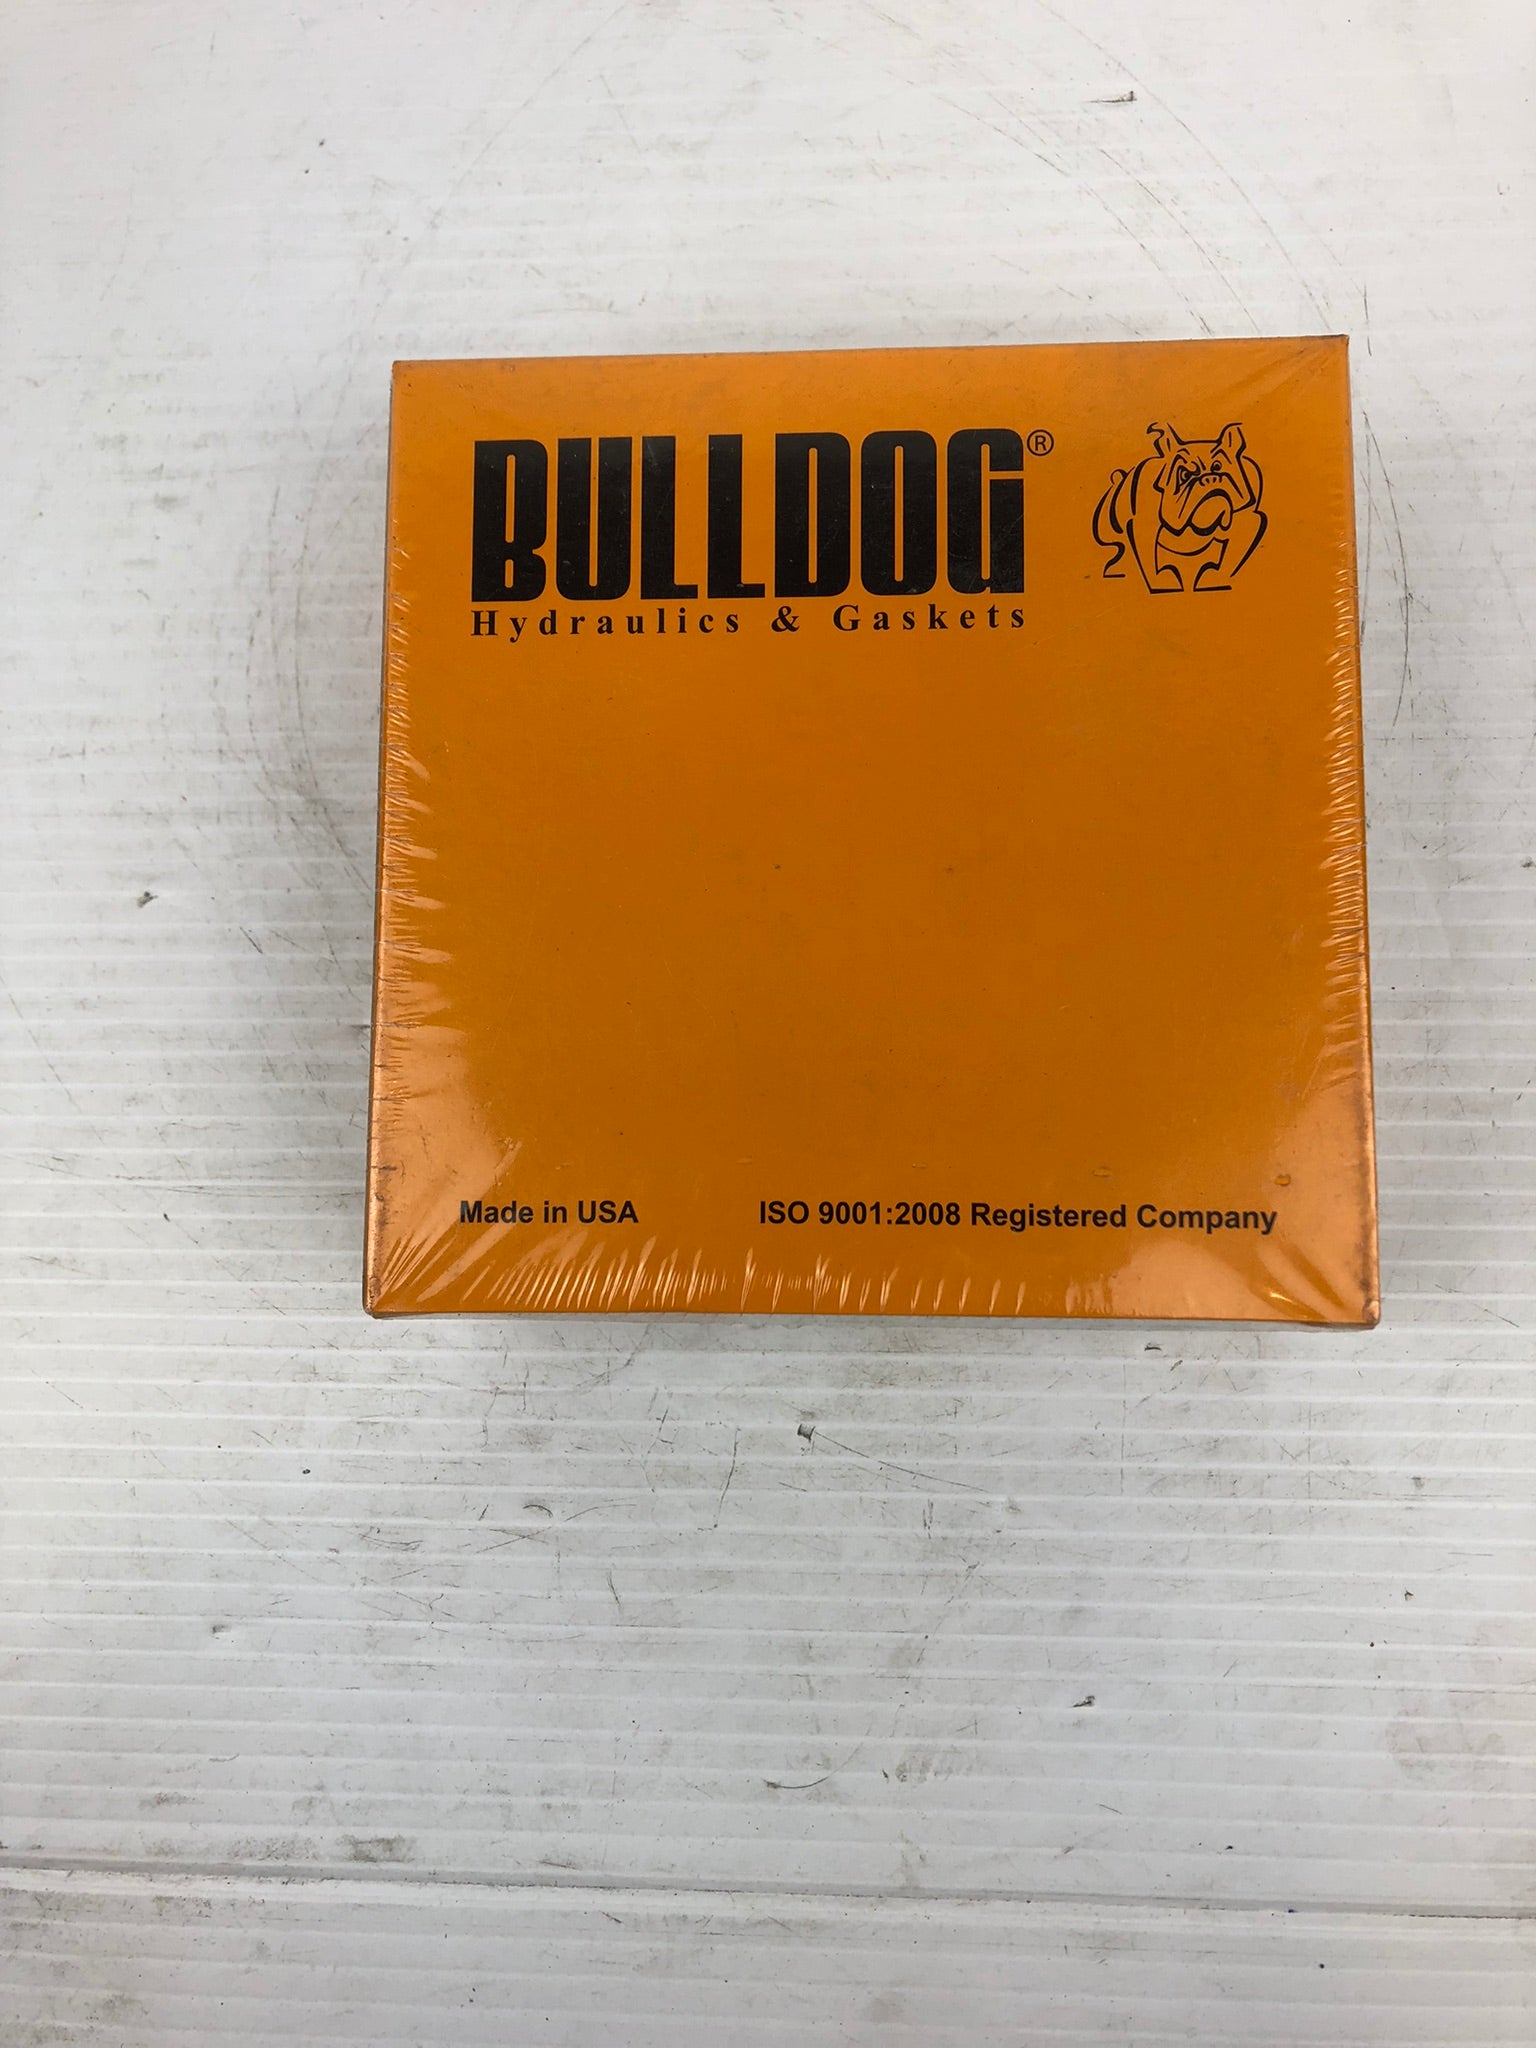 BULLDOG®
Hydraulics & Gaskets
Made in USA
ISO 9001:2008 Registered Company